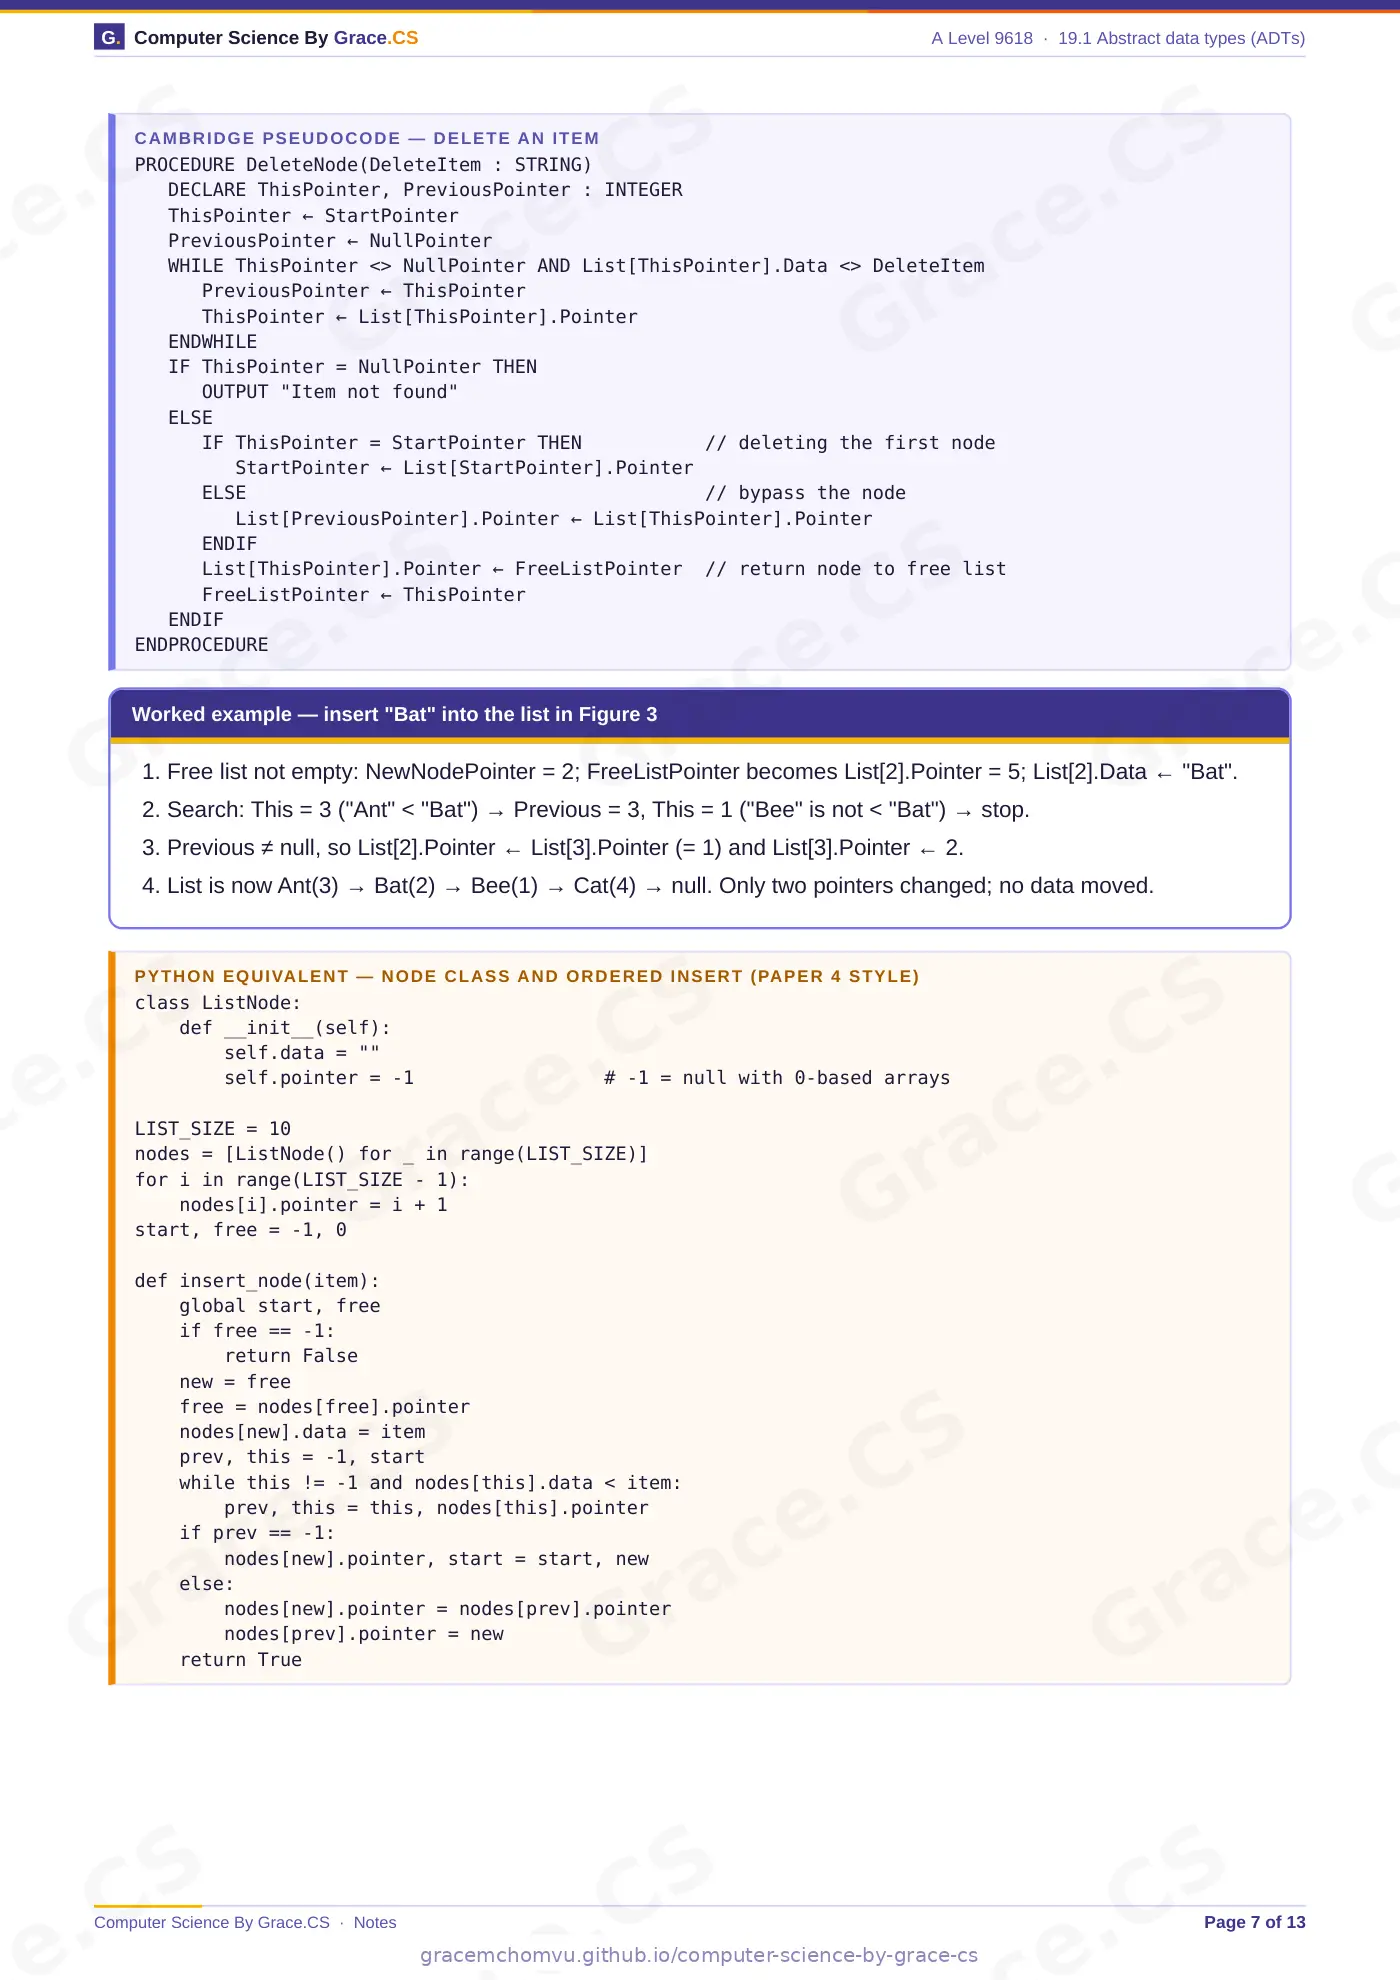 G. Computer Science By Grace.CS
A Level 9618 · 19.1 Abstract data types (ADTs)
CAMBRIDGE PSEUDOCODE — DELETE AN ITEM
PROCEDURE DeleteNode(DeleteItem : STRING)
   DECLARE ThisPointer, PreviousPointer : INTEGER
   ThisPointer ← StartPointer
   PreviousPointer ← NullPointer
   WHILE ThisPointer <> NullPointer AND List[ThisPointer].Data <> DeleteItem
      PreviousPointer ← ThisPointer
      ThisPointer ← List[ThisPointer].Pointer
   ENDWHILE
   IF ThisPointer = NullPointer THEN
      OUTPUT "Item not found"
   ELSE
      IF ThisPointer = StartPointer THEN           // deleting the first node
         StartPointer ← List[StartPointer].Pointer
      ELSE                                         // bypass the node
         List[PreviousPointer].Pointer ← List[ThisPointer].Pointer
      ENDIF
      List[ThisPointer].Pointer ← FreeListPointer  // return node to free list
      FreeListPointer ← ThisPointer
   ENDIF
ENDPROCEDURE
Worked example — insert "Bat" into the list in Figure 3
1. Free list not empty: NewNodePointer = 2; FreeListPointer becomes List[2].Pointer = 5; List[2].Data ← "Bat".
2. Search: This = 3 ("Ant" < "Bat") → Previous = 3, This = 1 ("Bee" is not < "Bat") → stop.
3. Previous ≠ null, so List[2].Pointer ← List[3].Pointer (= 1) and List[3].Pointer ← 2.
4. List is now Ant(3) → Bat(2) → Bee(1) → Cat(4) → null. Only two pointers changed; no data moved.
PYTHON EQUIVALENT — NODE CLASS AND ORDERED INSERT (PAPER 4 STYLE)
class ListNode:
    def __init__(self):
        self.data = ""
        self.pointer = -1                 # -1 = null with 0-based arrays
LIST_SIZE = 10
nodes = [ListNode() for _ in range(LIST_SIZE)]
for i in range(LIST_SIZE - 1):
    nodes[i].pointer = i + 1
start, free = -1, 0
def insert_node(item):
    global start, free
    if free == -1:
        return False
    new = free
    free = nodes[free].pointer
    nodes[new].data = item
    prev, this = -1, start
    while this != -1 and nodes[this].data < item:
        prev, this = this, nodes[this].pointer
    if prev == -1:
        nodes[new].pointer, start = start, new
    else:
        nodes[new].pointer = nodes[prev].pointer
        nodes[prev].pointer = new
    return True
Computer Science By Grace.CS · Notes
Page 7 of 13
gracemchomvu.github.io/computer-science-by-grace-cs